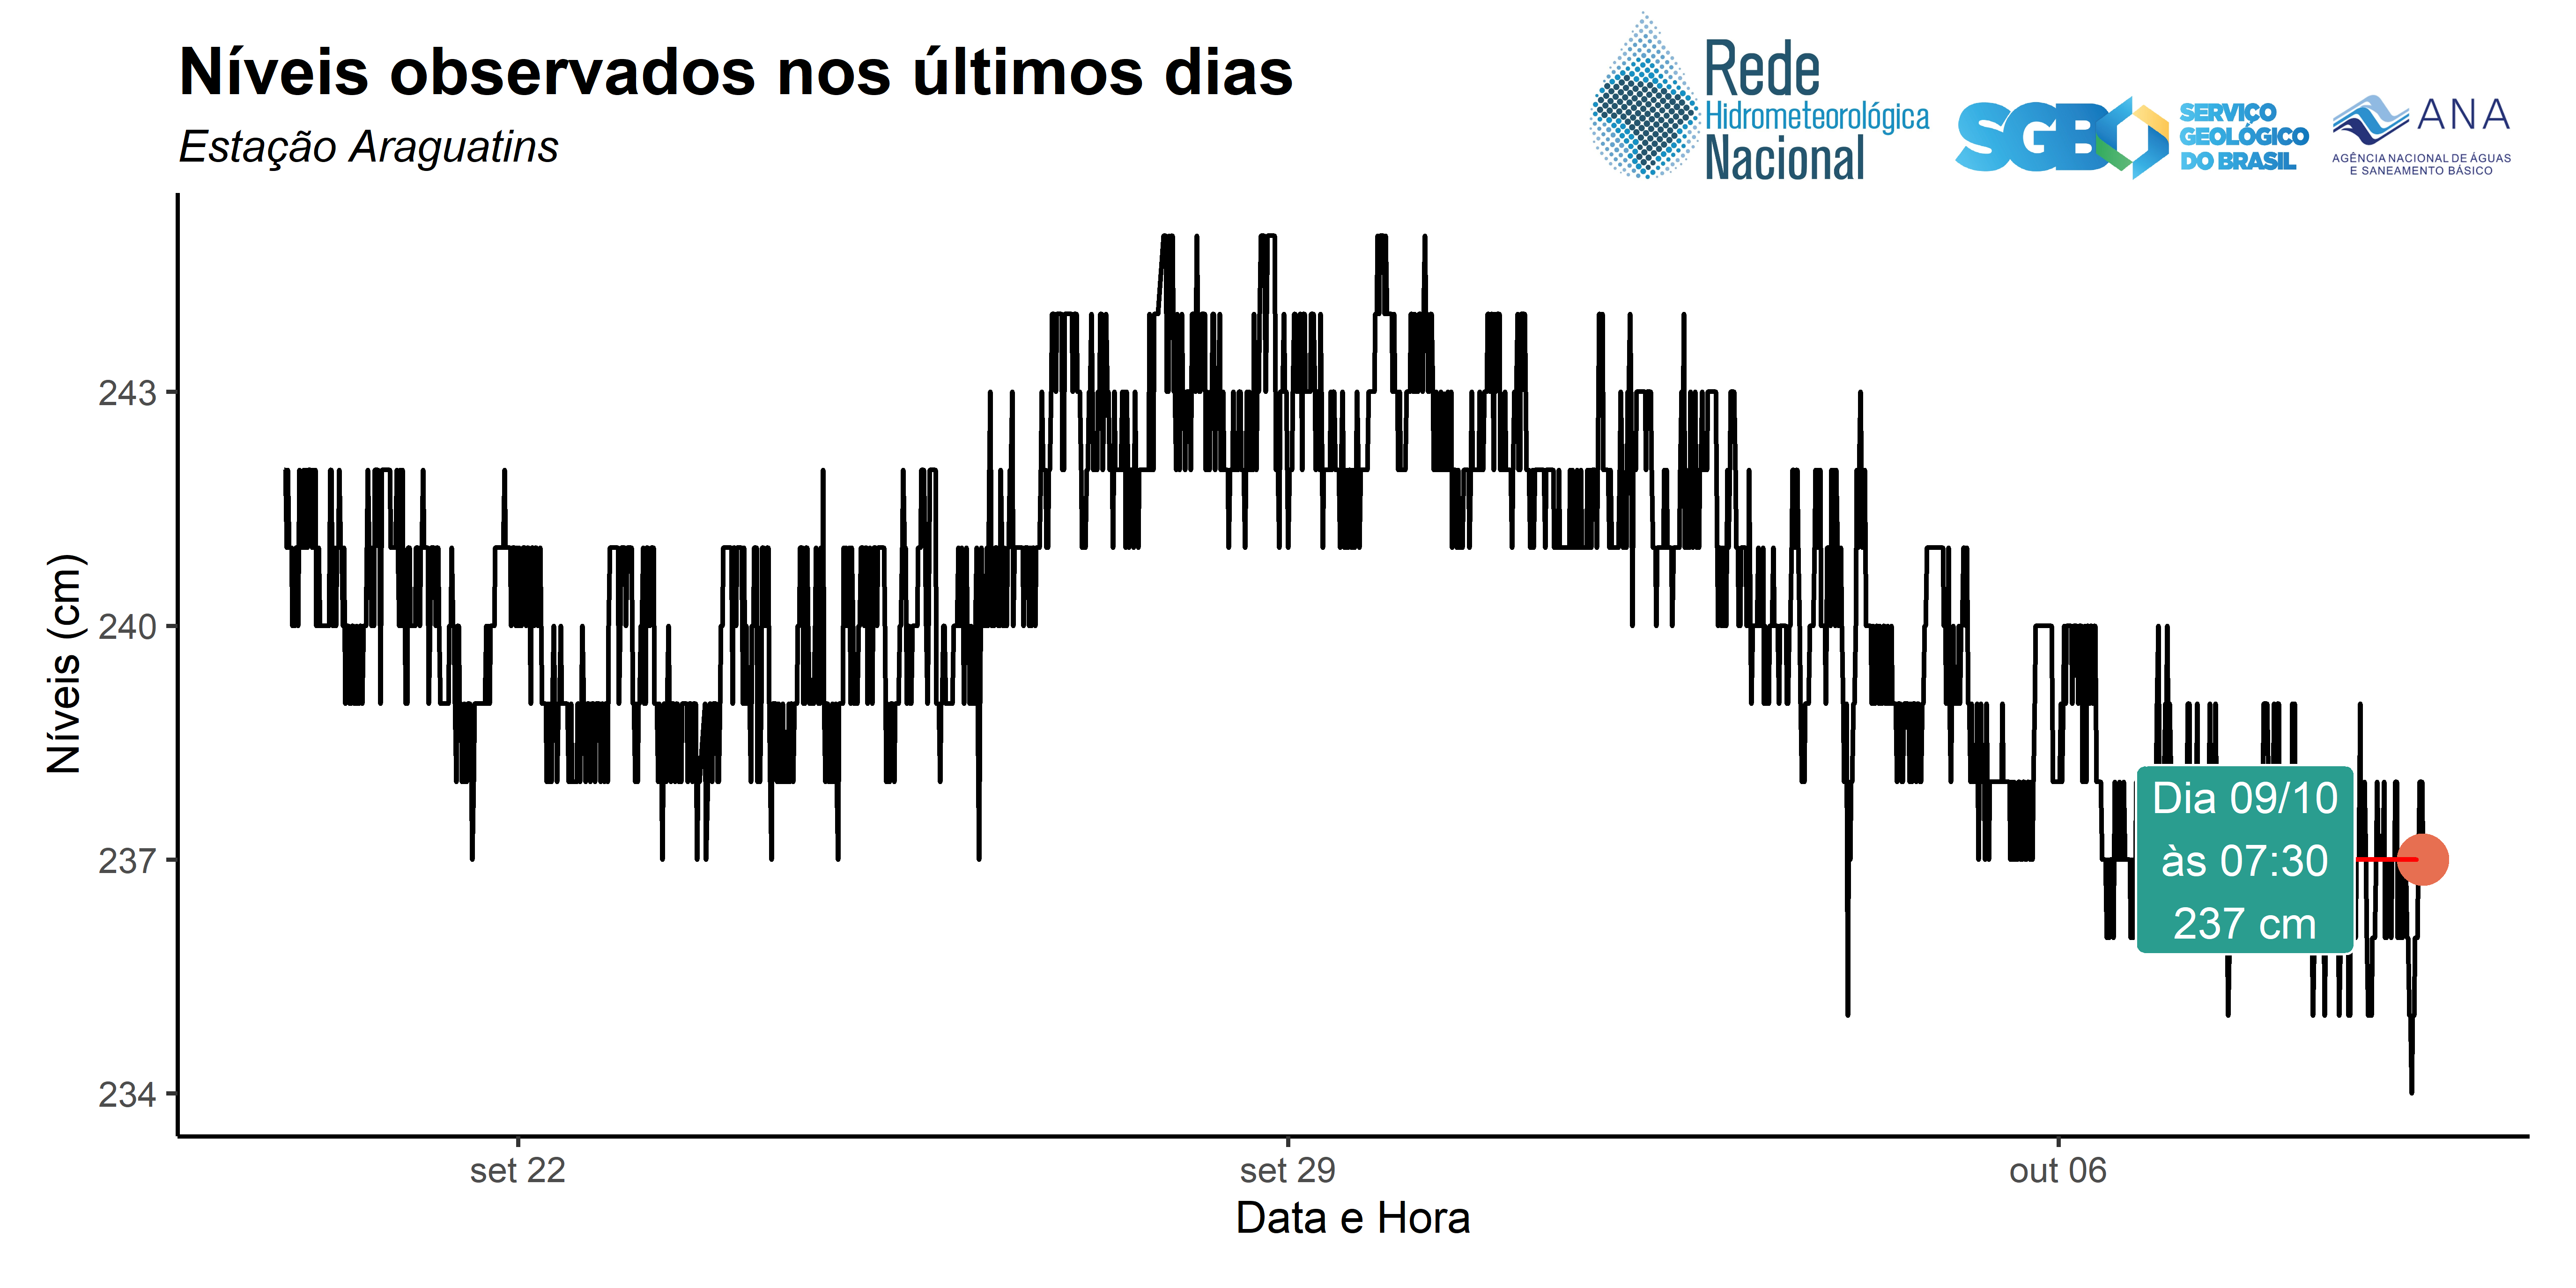 Níveis observados nos últimos dias
Estação Araguatins
Rede
Hidrometeorológica
Nacional
SGB
SERVIÇO
GEOLÓGICO
DO BRASIL
ANA
AGÊNCIA NACIONAL DE ÁGUAS
E SANEAMENTO BÁSICO
Níveis (cm)
243
240
237
234
Dia 09/10
às 07:30
237 cm
set 22
set 29
out 06
Data e Hora